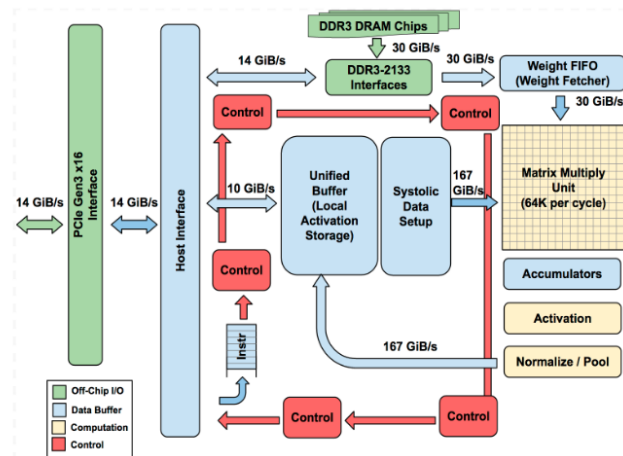 DDR3 DRAM Chips
30 GiB/s
14 GiB/s
DDR3-2133
Interfaces
30 GiB/s
Weight FIFO
(Weight Fetcher)
30 GiB/s
Control
Control
Matrix Multiply
Unit
(64K per cycle)
Unified
Buffer
(Local
Activation
Storage)
Systolic
Data
Setup
167
GiB/s
10 GiB/s
14 GiB/s
PCIe Gen3 x16
Interface
14 GiB/s
Host Interface
Control
Accumulators
Activation
Instr
167 GiB/s
Normalize / Pool
Off-Chip I/O
Data Buffer
Computation
Control
Control
Control